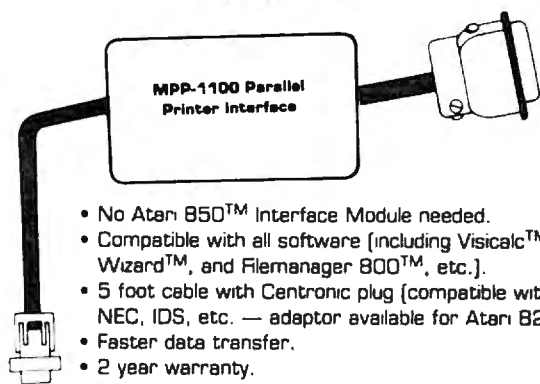 MPP-1100 Parallel
Printer Interface
• No Atari 850™ Interface Module needed.
• Compatible with all software (including Visicalc™
Wizard™, and Filemanager 800™, etc.).
• 5 foot cable with Centronic plug (compatible wit
NEC, IDS, etc. — adaptor available for Atari 82
• Faster data transfer.
• 2 year warranty.